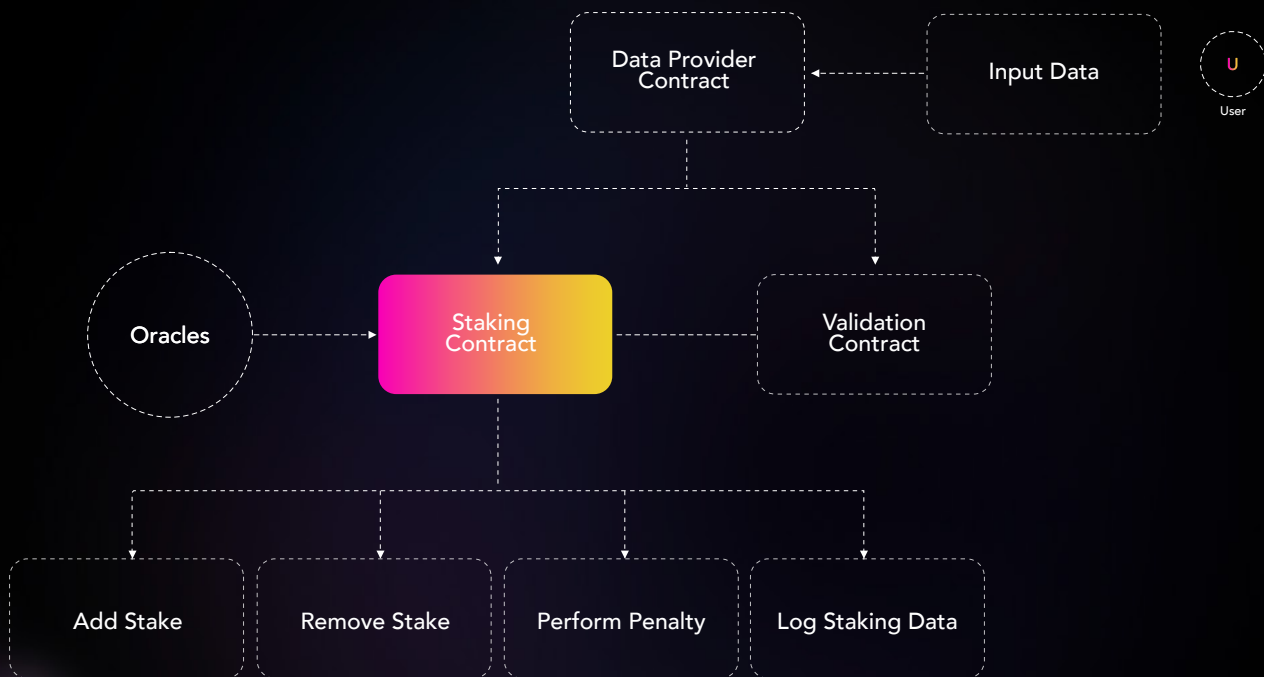 Data Provider
Contract
Input Data
U
User
Oracles
Staking
Contract
Validation
Contract
Add Stake
Remove Stake
Perform Penalty
Log Staking Data